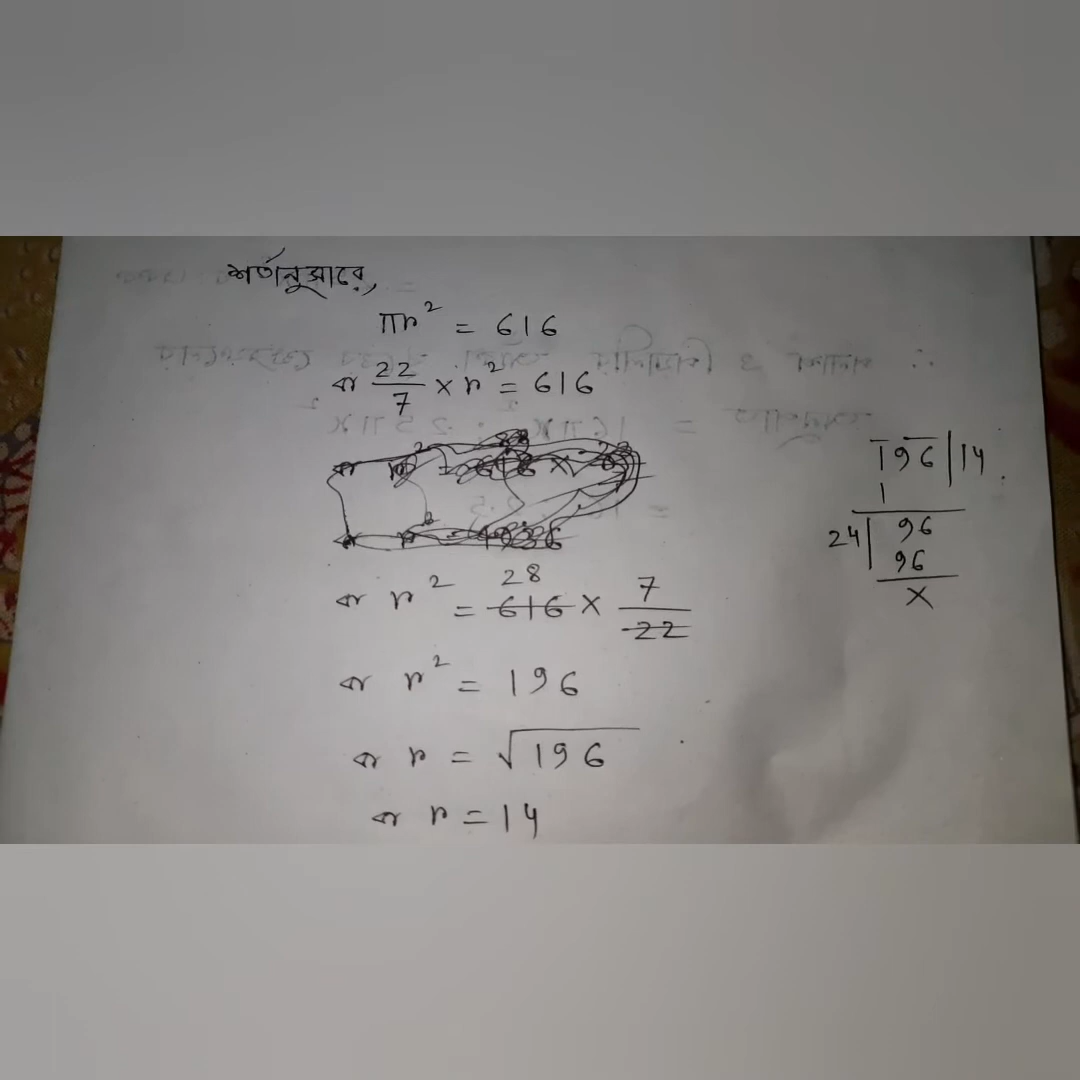 শর্তানুসারে,
πr² = 616
বা 22/7 × r² = 616
বা r² = 616 × 7/22
28
বা r² = 196
বা r = √196
বা r = 14
196 | 14
1
24 | 96
96
×